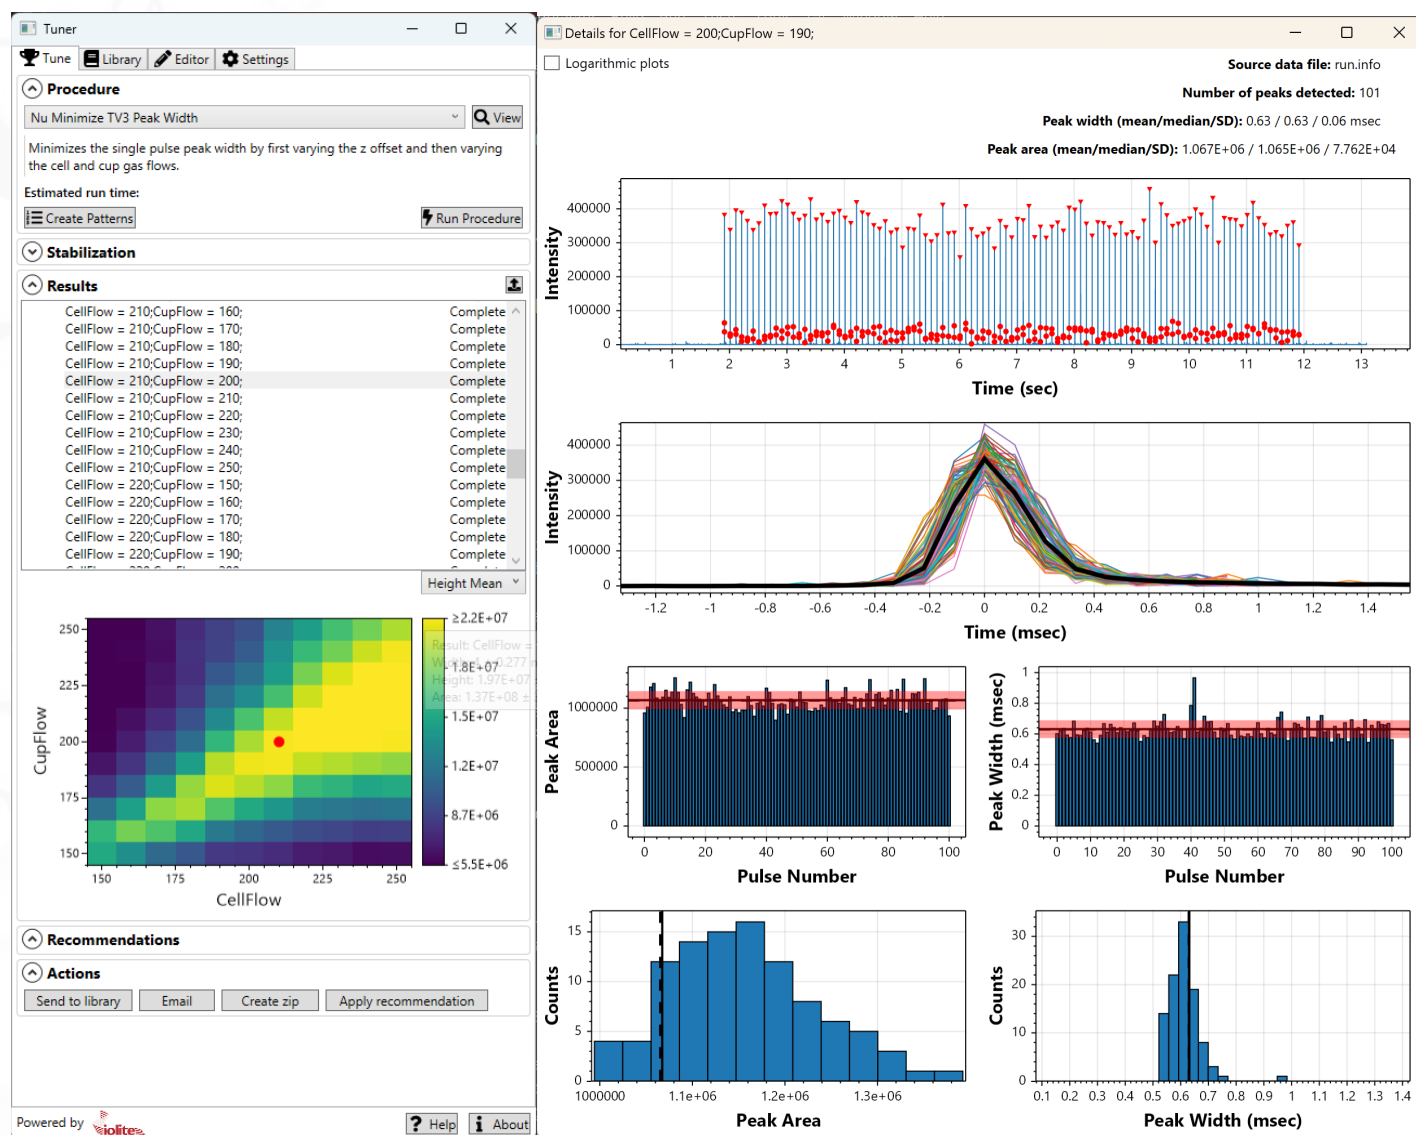 Tuner
Tune
Library
Editor
Settings
Procedure
Nu Minimize TV3 Peak Width
View
Minimizes the single pulse peak width by first varying the z offset and then varying
the cell and cup gas flows.
Estimated run time:
Create Patterns
Run Procedure
Stabilization
Results
CellFlow = 210;CupFlow = 160; Complete
CellFlow = 210;CupFlow = 170; Complete
CellFlow = 210;CupFlow = 180; Complete
CellFlow = 210;CupFlow = 190; Complete
CellFlow = 210;CupFlow = 200; Complete
CellFlow = 210;CupFlow = 210; Complete
CellFlow = 210;CupFlow = 220; Complete
CellFlow = 210;CupFlow = 230; Complete
CellFlow = 210;CupFlow = 240; Complete
CellFlow = 210;CupFlow = 250; Complete
CellFlow = 220;CupFlow = 150; Complete
CellFlow = 220;CupFlow = 160; Complete
CellFlow = 220;CupFlow = 170; Complete
CellFlow = 220;CupFlow = 180; Complete
CellFlow = 220;CupFlow = 190; Complete
Height Mean
250
225
200
175
150
CupFlow
150 175 200 225 250
CellFlow
≥2.2E+07
1.8E+07
1.5E+07
1.2E+07
8.7E+06
≤5.5E+06
Result: CellFlow =
Height: 1.97E+07
Area: 1.37E+08 ±
Recommendations
Actions
Send to library
Email
Create zip
Apply recommendation
Powered by
iolite
Help
About
Details for CellFlow = 200;CupFlow = 190;
Logarithmic plots
Source data file: run.info
Number of peaks detected: 101
Peak width (mean/median/SD): 0.63 / 0.63 / 0.06 msec
Peak area (mean/median/SD): 1.067E+06 / 1.065E+06 / 7.762E+04
Intensity
400000
300000
200000
100000
0
1 2 3 4 5 6 7 8 9 10 11 12 13
Time (sec)
Intensity
400000
300000
200000
100000
0
-1.2 -1 -0.8 -0.6 -0.4 -0.2 0 0.2 0.4 0.6 0.8 1 1.2 1.4
Time (msec)
Peak Area
1000000
500000
0
0 20 40 60 80 100
Pulse Number
Peak Width (msec)
1
0.8
0.6
0.4
0.2
0
0 10 20 30 40 50 60 70 80 90 100
Pulse Number
Counts
15
10
5
0
1000000 1.1e+06 1.2e+06 1.3e+06
Peak Area
Counts
30
20
10
0
0.1 0.2 0.3 0.4 0.5 0.6 0.7 0.8 0.9 1 1.1 1.2 1.3 1.4
Peak Width (msec)